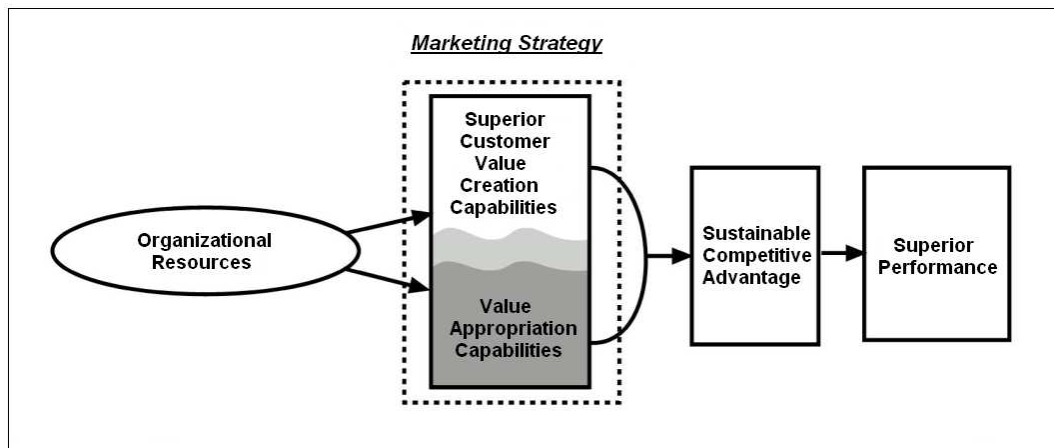 Marketing Strategy
Organizational
Resources
Superior
Customer
Value
Creation
Capabilities
Value
Appropriation
Capabilities
Sustainable
Competitive
Advantage
Superior
Performance